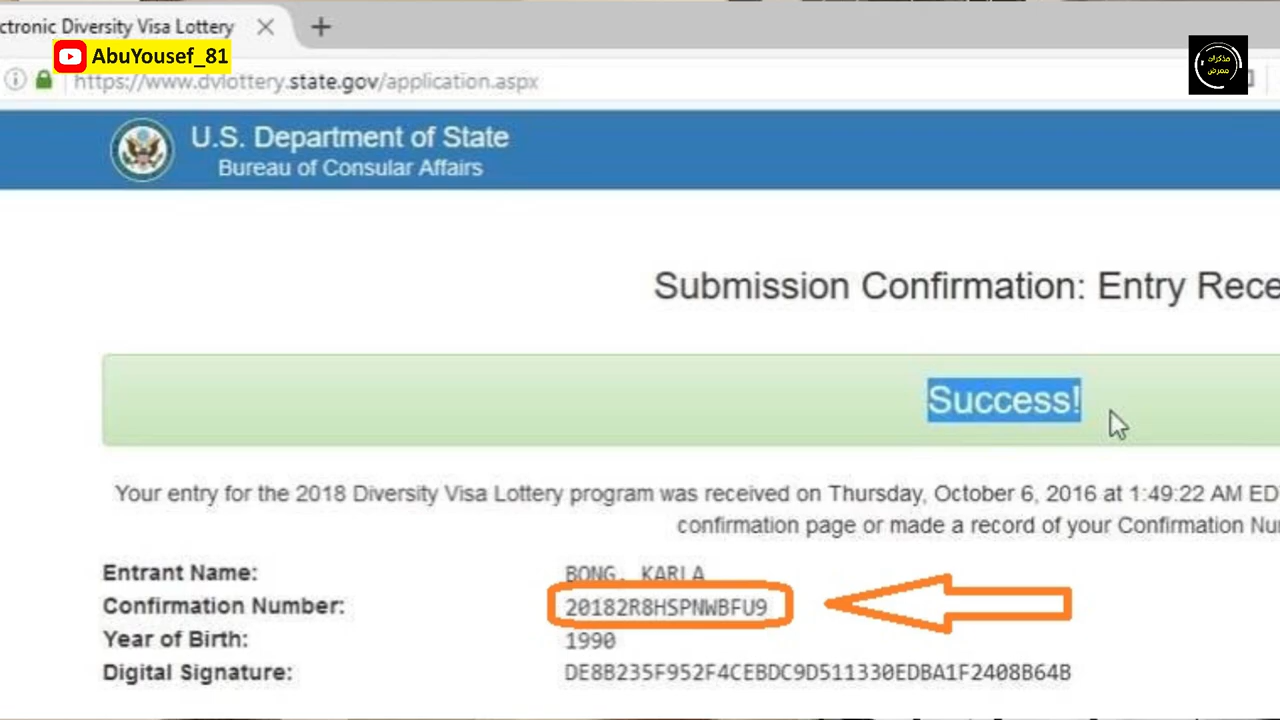 ctronic Diversity Visa Lottery
AbuYousef_81
مذكرات
ممرض
https://www.dvlottery.state.gov/application.aspx
U.S. Department of State
Bureau of Consular Affairs
Submission Confirmation: Entry Rece
Success!
Your entry for the 2018 Diversity Visa Lottery program was received on Thursday, October 6, 2016 at 1:49:22 AM EDT
confirmation page or made a record of your Confirmation Nu
Entrant Name: BONG, KARLA
Confirmation Number: 20182R8HSPNWBFU9
Year of Birth: 1990
Digital Signature: DE8B235F952F4CEBDC9D511330EDBA1F2408B64B